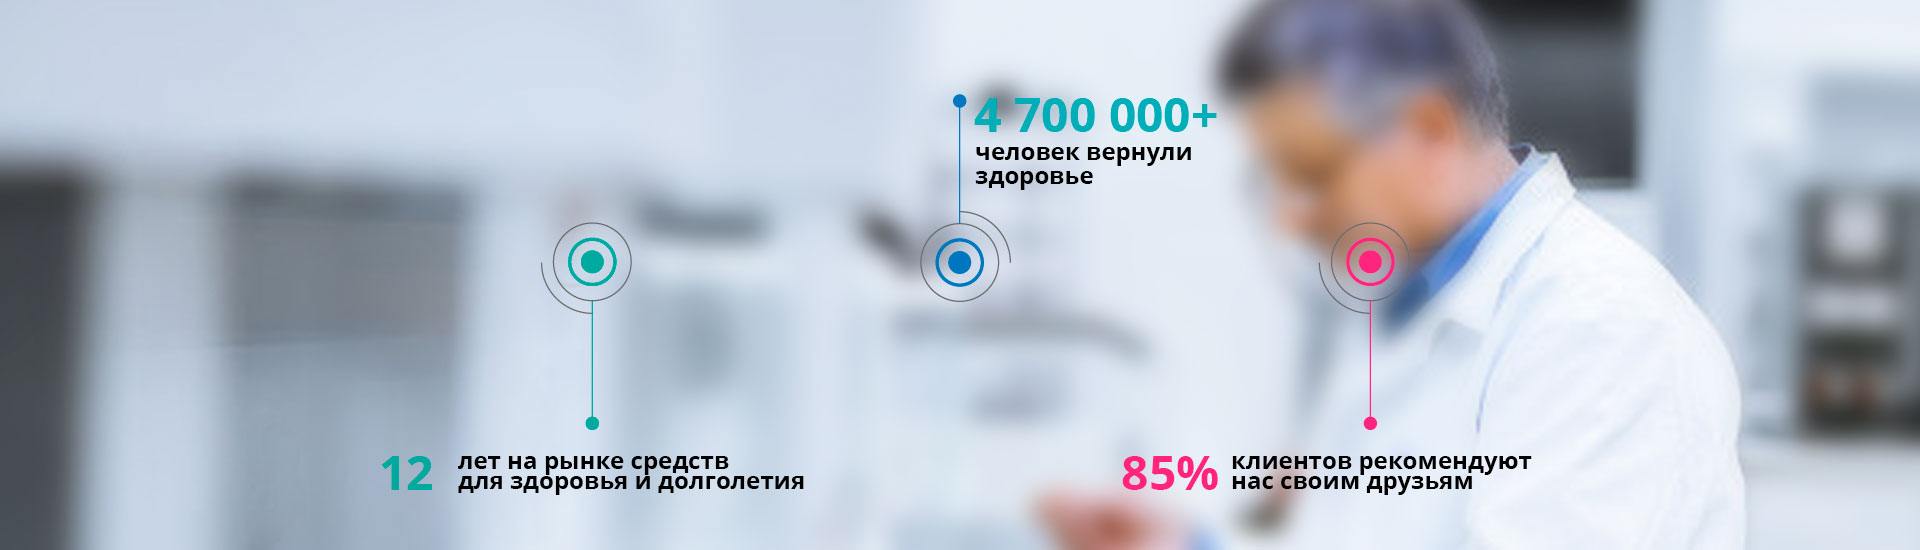 4 700 000+
человек вернули
здоровье
12
лет на рынке средств
для здоровья и долголетия
85%
клиентов рекомендуют
нас своим друзьям